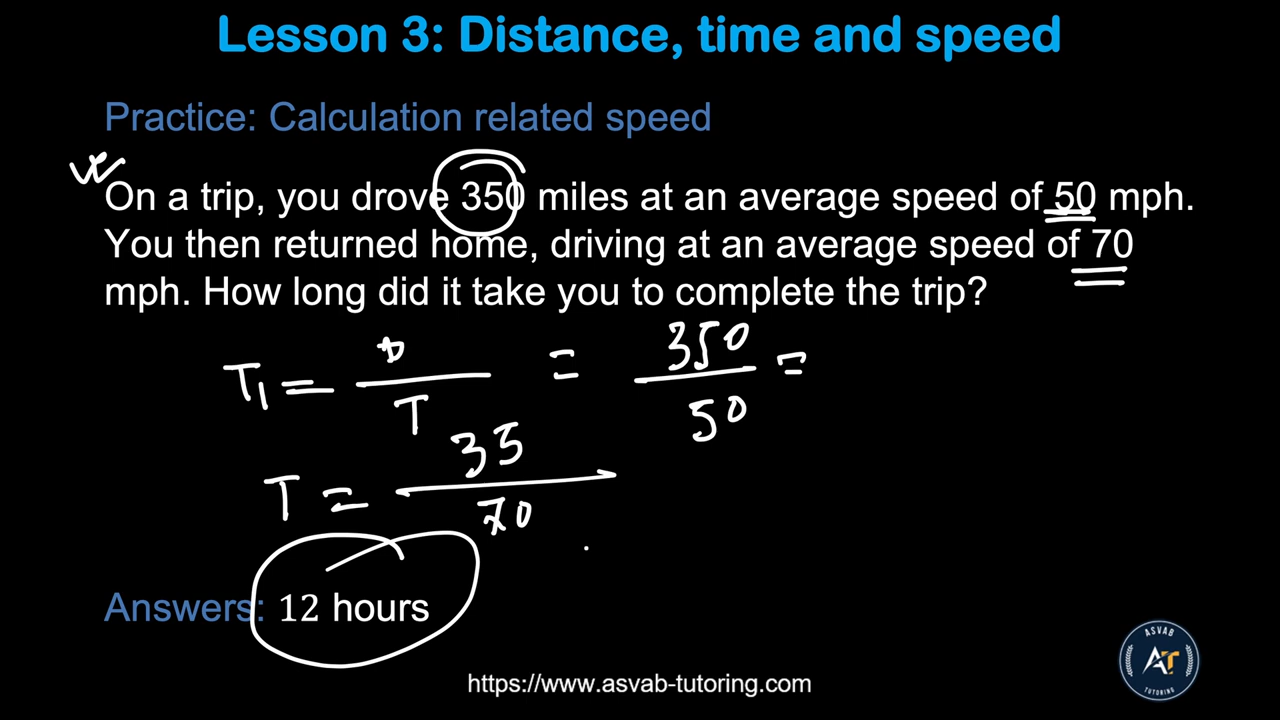 Lesson 3: Distance, time and speed
Practice: Calculation related speed
On a trip, you drove 350 miles at an average speed of 50 mph.
You then returned home, driving at an average speed of 70
mph. How long did it take you to complete the trip?
T1 = D/T = 350/50 =
T = 35/70
Answers: 12 hours
ASVAB
AT
TUTORING
https://www.asvab-tutoring.com